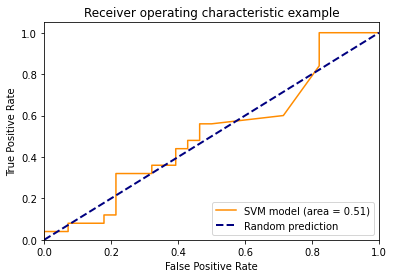 Receiver operating characteristic example
True Positive Rate
1.0
0.8
0.6
0.4
0.2
0.0
SVM model (area = 0.51)
Random prediction
0.0 0.2 0.4 0.6 0.8 1.0
False Positive Rate